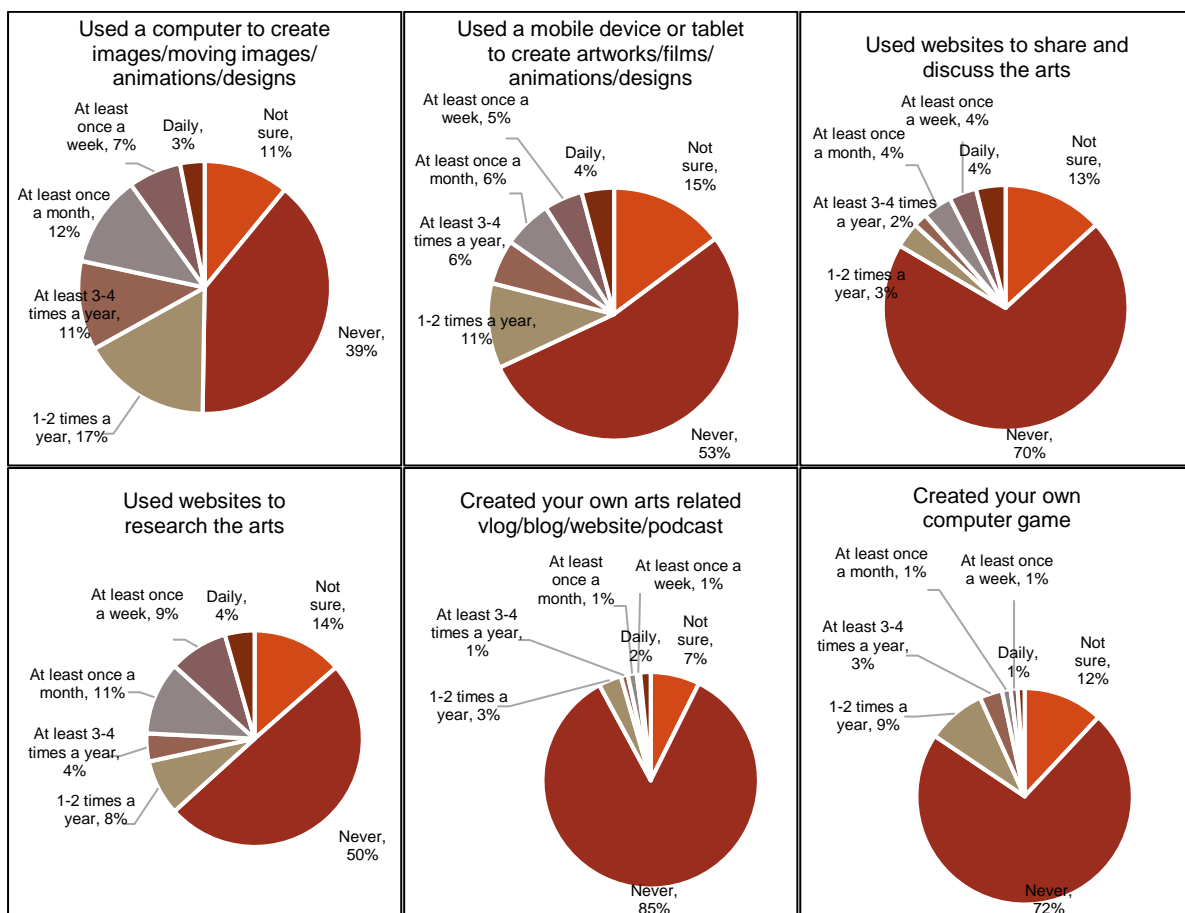 Used a computer to create
images/moving images/
animations/designs
At least
once a
week, 7%
Daily,
3%
Not
sure,
11%
At least once
a month,
12%
At least 3-4
times a year,
11%
1-2 times a
year, 17%
Never,
39%
Used a mobile device or tablet
to create artworks/films/
animations/designs
At least once a
week, 5%
Daily,
4%
Not
sure,
15%
At least once
a month, 6%
At least 3-4
times a year,
6%
1-2 times a year,
11%
Never,
53%
Used websites to share and
discuss the arts
At least once
a week, 4%
Daily,
4%
Not
sure,
13%
At least once
a month, 4%
At least 3-4 times
a year, 2%
1-2 times a
year, 3%
Never,
70%
Used websites to
research the arts
At least once
a week, 9%
Daily,
4%
Not
sure,
14%
At least once a
month, 11%
At least 3-4
times a year,
4%
1-2 times a
year, 8%
Never,
50%
Created your own arts related
vlog/blog/website/podcast
At least
once a
month, 1%
At least once a
week, 1%
At least 3-4
times a year,
1%
Daily,
2%
Not
sure,
7%
1-2 times a
year, 3%
Never,
85%
Created your own
computer game
At least once
a month, 1%
At least once
a week, 1%
At least 3-4
times a year,
3%
Daily,
1%
Not
sure,
12%
1-2 times a
year, 9%
Never,
72%